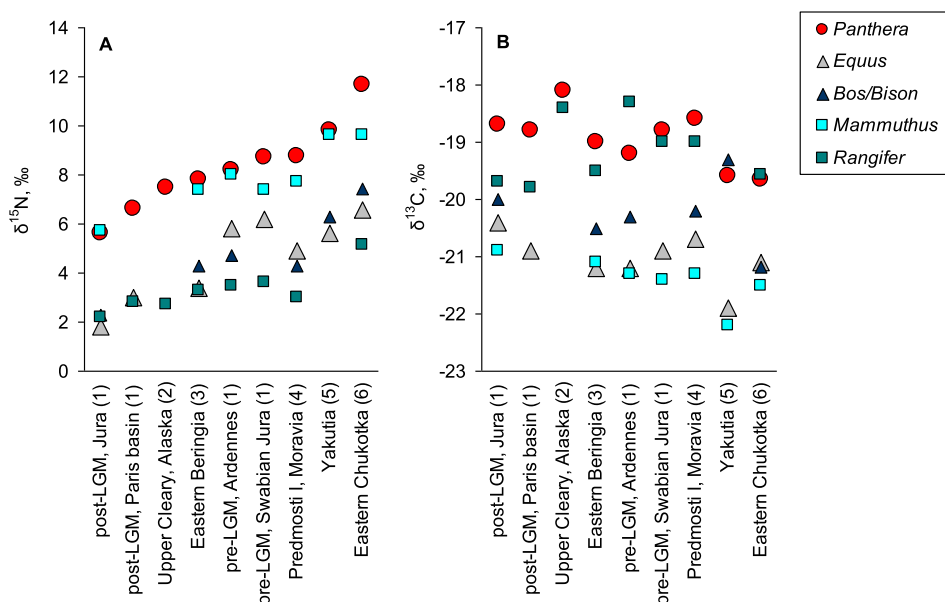 A
δ15N, ‰
14
12
10
8
6
4
2
0
post-LGM, Jura (1)
post-LGM, Paris basin (1)
Upper Cleary, Alaska (2)
Eastern Beringia (3)
pre-LGM, Ardennes (1)
pre-LGM, Swabian Jura (1)
Predmosti I, Moravia (4)
Yakutia (5)
Eastern Chukotka (6)
B
δ13C, ‰
-17
-18
-19
-20
-21
-22
-23
post-LGM, Jura (1)
post-LGM, Paris basin (1)
Upper Cleary, Alaska (2)
Eastern Beringia (3)
pre-LGM, Ardennes (1)
pre-LGM, Swabian Jura (1)
Predmosti I, Moravia (4)
Yakutia (5)
Eastern Chukotka (6)
Panthera
Equus
Bos/Bison
Mammuthus
Rangifer